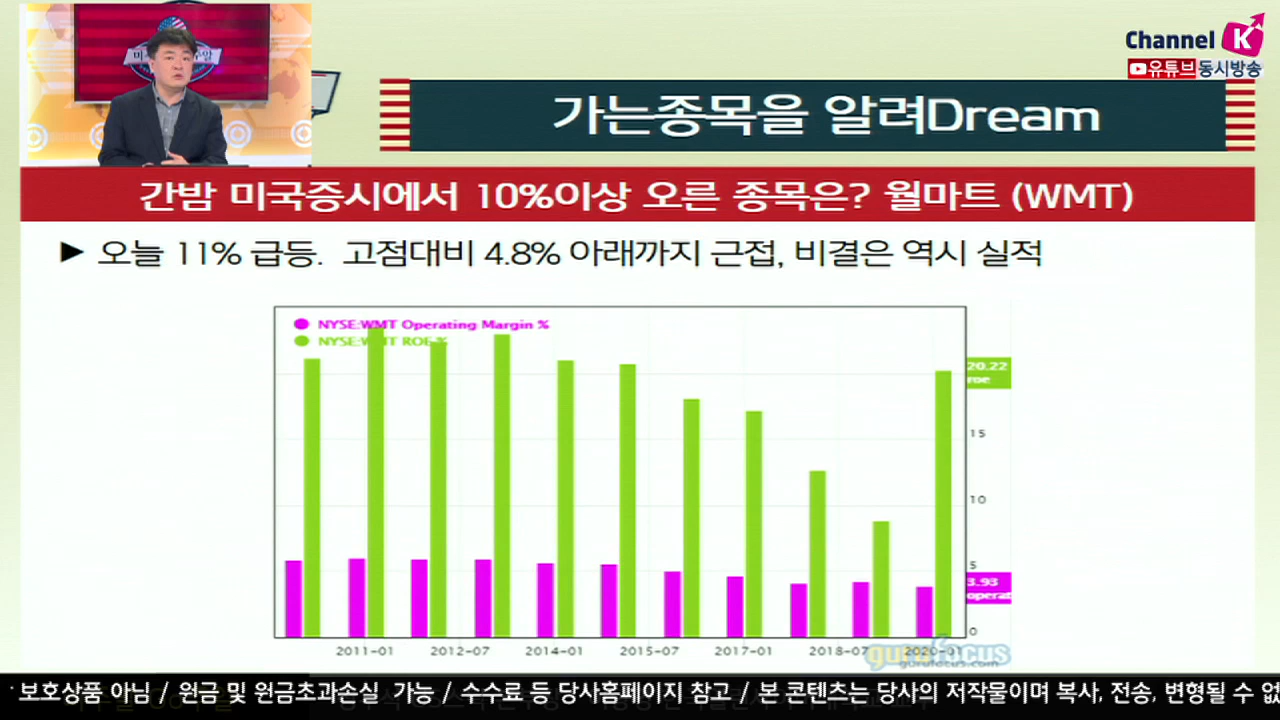 Channel K
유튜브동시방송
가는종목을 알려Dream
간밤 미국증시에서 10%이상 오른 종목은? 월마트 (WMT)
▶ 오늘 11% 급등. 고점대비 4.8% 아래까지 근접, 비결은 역시 실적
NYSE:WMT Operating Margin %
NYSE:WMT ROE %
20.22
roe
15
10
5
3.93
operat
0
2011-01 2012-07 2014-01 2015-07 2017-01 2018-07 2020-01
gurufocus
gurufocus.com
보호상품 아님 / 원금 및 원금초과손실 가능 / 수수료 등 당사홈페이지 참고 / 본 콘텐츠는 당사의 저작물이며 복사, 전송, 변형될 수 없